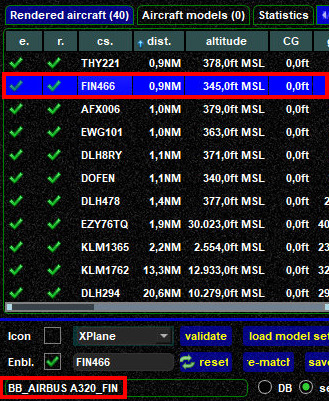 Rendered aircraft (40) Aircraft models (0) Statistics
e. r. cs. dist. altitude CG
THY221 0,9NM 378,0ft MSL 0,0ft
FIN466 0,9NM 345,0ft MSL 0,0ft
AFX006 1,0NM 379,0ft MSL 0,0ft
EWG101 1,0NM 363,0ft MSL 0,0ft
DLH8RY 1,1NM 371,0ft MSL 0,0ft
DOFEN 1,1NM 340,0ft MSL 0,0ft
DLH478 1,4NM 377,0ft MSL 0,0ft
EZY76TQ 1,9NM 30.023,0ft MSL 0,0ft
KLM1365 2,2NM 2.554,0ft MSL 0,0ft
KLM1762 13,3NM 12.933,0ft MSL 0,0ft
DLH294 20,6NM 10.279,0ft MSL 0,0ft
Icon XPlane validate load model set
Enbl. FIN466 reset e-match save
BB_AIRBUS A320_FIN DB se